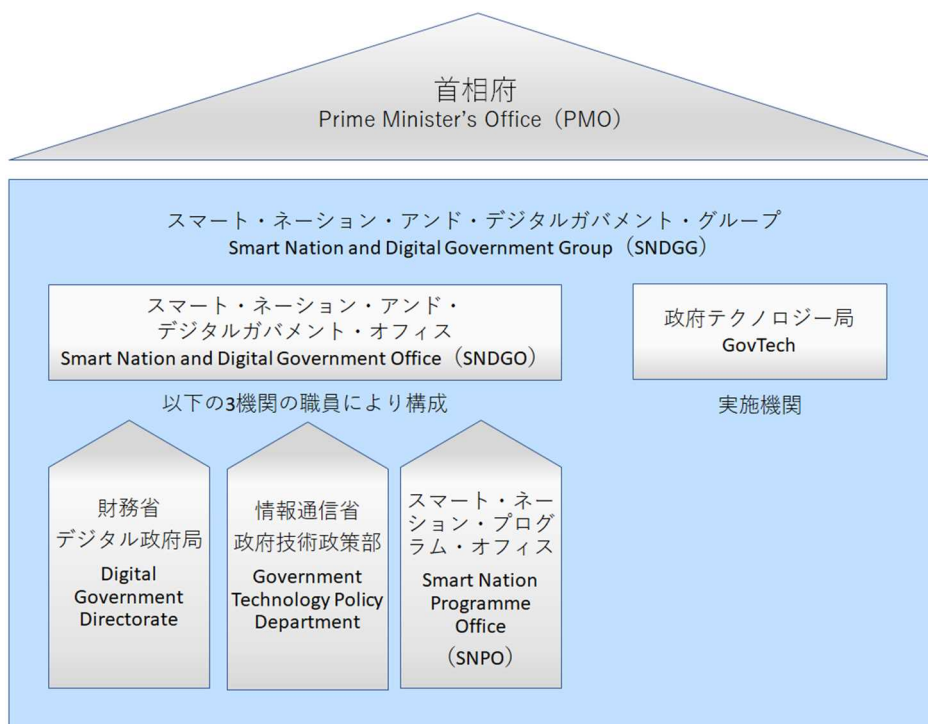 首相府
Prime Minister’s Office（PMO）
スマート・ネーション・アンド・デジタルガバメント・グループ
Smart Nation and Digital Government Group（SNDGG）
スマート・ネーション・アンド・
デジタルガバメント・オフィス
Smart Nation and Digital Government Office（SNDGO）
政府テクノロジー局
GovTech
以下の3機関の職員により構成
実施機関
財務省
デジタル政府局
Digital
Government
Directorate
情報通信省
政府技術政策部
Government
Technology Policy
Department
スマート・ネー
ション・プログ
ラム・オフィス
Smart Nation
Programme
Office
（SNPO）